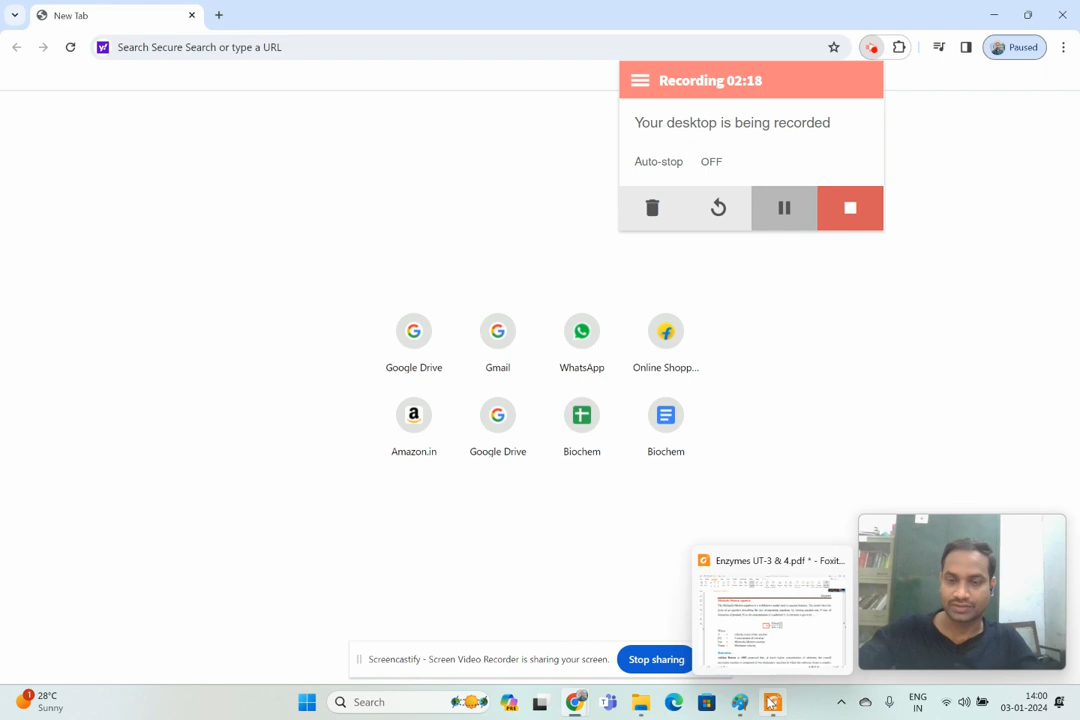 New Tab
Search Secure Search or type a URL
Paused
Recording 02:18
Your desktop is being recorded
Auto-stop OFF
Google Drive
Gmail
WhatsApp
Online Shopp...
Amazon.in
Google Drive
Biochem
Biochem
Enzymes UT-3 & 4.pdf * - Foxit...
Screencastify - Screen Video Recorder is sharing your screen.
Stop sharing
1
28°C
Sunny
Search
PRE
ENG
IN
14:00
03-01-2024